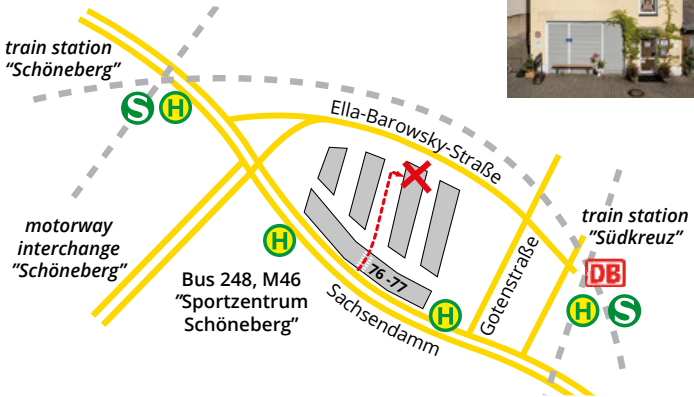 train station
"Schöneberg"
S H
Ella-Barowsky-Straße
motorway
interchange
"Schöneberg"
H
Bus 248, M46
"Sportzentrum
Schöneberg"
76 -77
Sachsendamm
H
Gotenstraße
train station
"Südkreuz"
DB
H S